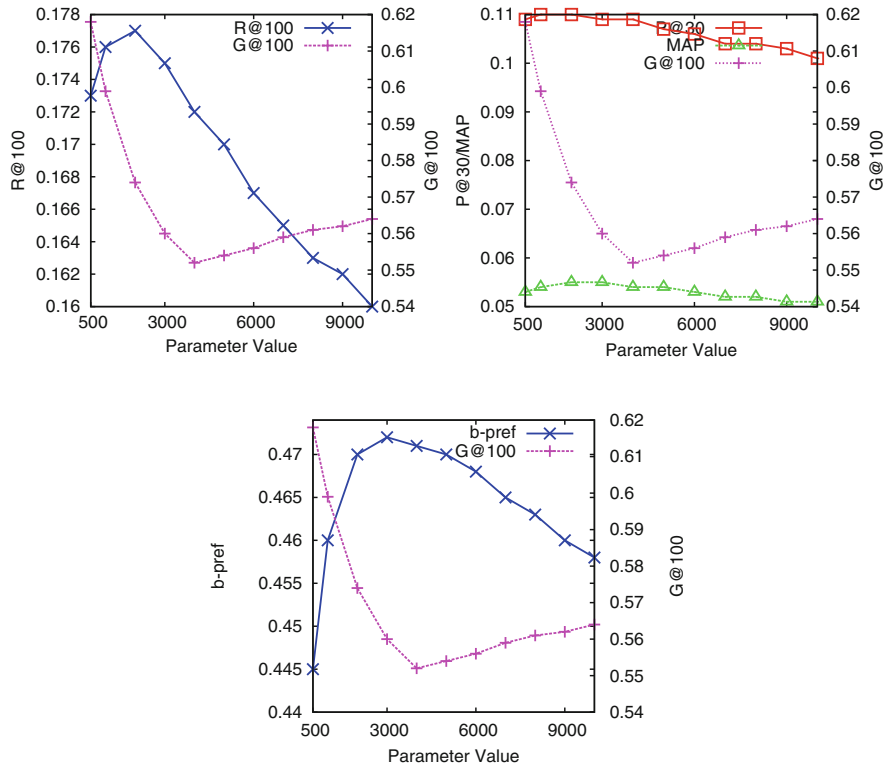 0.178
0.176
0.174
0.172
0.17
0.168
0.166
0.164
0.162
0.16
R@100
R@100
G@100
0.62
0.61
0.6
0.59
0.58
0.57
0.56
0.55
0.54
G@100
500 3000 6000 9000
Parameter Value
0.11
0.1
0.09
0.08
0.07
0.06
0.05
P@30/MAP
P@30
MAP
G@100
0.62
0.61
0.6
0.59
0.58
0.57
0.56
0.55
0.54
G@100
500 3000 6000 9000
Parameter Value
0.47
0.465
0.46
0.455
0.45
0.445
0.44
b-pref
b-pref
G@100
0.62
0.61
0.6
0.59
0.58
0.57
0.56
0.55
0.54
G@100
500 3000 6000 9000
Parameter Value